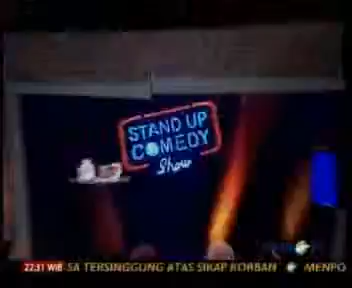 STAND UP
COMEDY
Show
22:31 WIB SA TERSINGGUNG ATAS SIKAP KORBAN MENPO